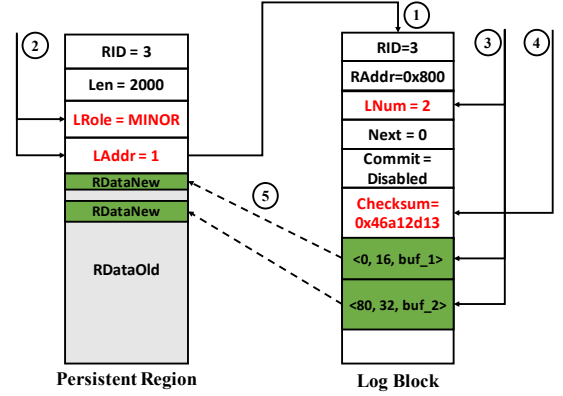 1
2
3
4
RID = 3
Len = 2000
LRole = MINOR
LAddr = 1
RDataNew
RDataNew
RDataOld
Persistent Region
5
RID=3
RAddr=0x800
LNum = 2
Next = 0
Commit =
Disabled
Checksum=
0x46a12d13
<0, 16, buf_1>
<80, 32, buf_2>
Log Block